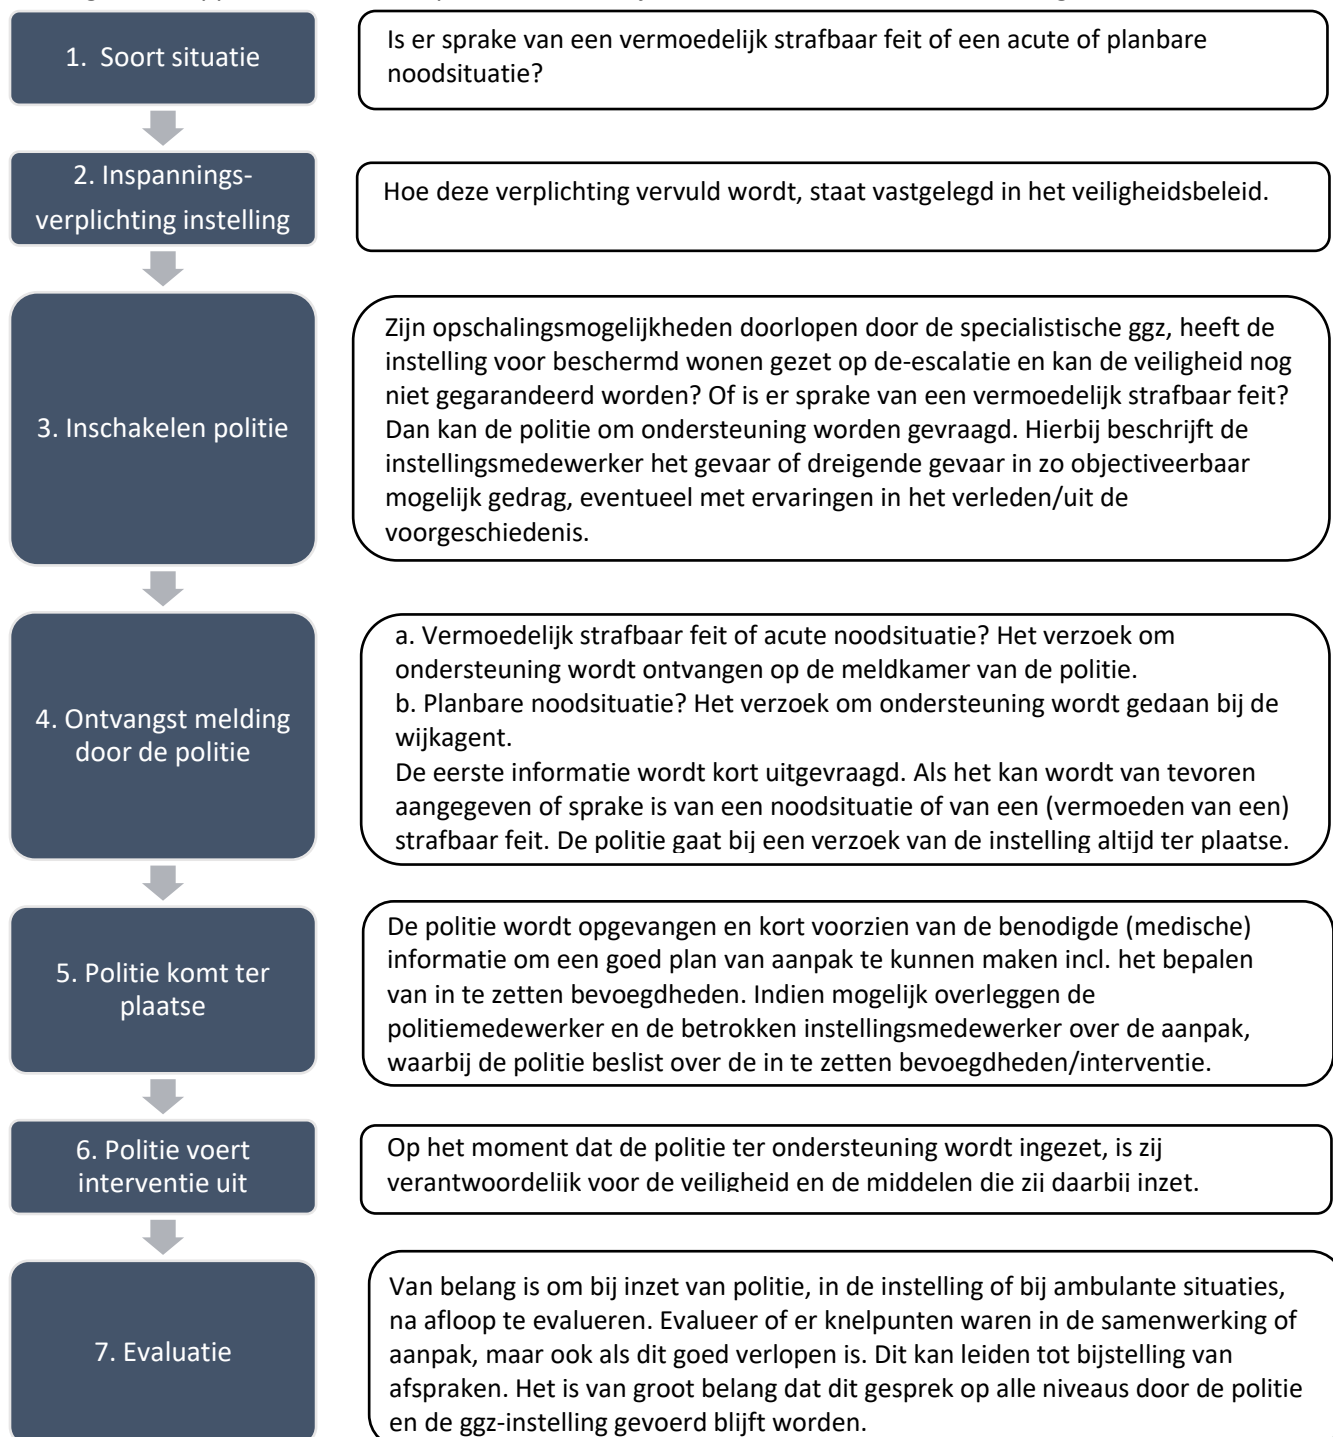 1. Soort situatie
Is er sprake van een vermoedelijk strafbaar feit of een acute of planbare
noodsituatie?
2. Inspannings-
verplichting instelling
Hoe deze verplichting vervuld wordt, staat vastgelegd in het veiligheidsbeleid.
3. Inschakelen politie
Zijn opschalingsmogelijkheden doorlopen door de specialistische ggz, heeft de
instelling voor beschermd wonen gezet op de-escalatie en kan de veiligheid nog
niet gegarandeerd worden? Of is er sprake van een vermoedelijk strafbaar feit?
Dan kan de politie om ondersteuning worden gevraagd. Hierbij beschrijft de
instellingsmedewerker het gevaar of dreigende gevaar in zo objectiveerbaar
mogelijk gedrag, eventueel met ervaringen in het verleden/uit de
voorgeschiedenis.
4. Ontvangst melding
door de politie
a. Vermoedelijk strafbaar feit of acute noodsituatie? Het verzoek om
ondersteuning wordt ontvangen op de meldkamer van de politie.
b. Planbare noodsituatie? Het verzoek om ondersteuning wordt gedaan bij de
wijkagent.
De eerste informatie wordt kort uitgevraagd. Als het kan wordt van tevoren
aangegeven of sprake is van een noodsituatie of van een (vermoeden van een)
strafbaar feit. De politie gaat bij een verzoek van de instelling altijd ter plaatse.
5. Politie komt ter
plaatse
De politie wordt opgevangen en kort voorzien van de benodigde (medische)
informatie om een goed plan van aanpak te kunnen maken incl. het bepalen
van in te zetten bevoegdheden. Indien mogelijk overleggen de
politiemedewerker en de betrokken instellingsmedewerker over de aanpak,
waarbij de politie beslist over de in te zetten bevoegdheden/interventie.
6. Politie voert
interventie uit
Op het moment dat de politie ter ondersteuning wordt ingezet, is zij
verantwoordelijk voor de veiligheid en de middelen die zij daarbij inzet.
7. Evaluatie
Van belang is om bij inzet van politie, in de instelling of bij ambulante situaties,
na afloop te evalueren. Evalueer of er knelpunten waren in de samenwerking of
aanpak, maar ook als dit goed verlopen is. Dit kan leiden tot bijstelling van
afspraken. Het is van groot belang dat dit gesprek op alle niveaus door de politie
en de ggz-instelling gevoerd blijft worden.